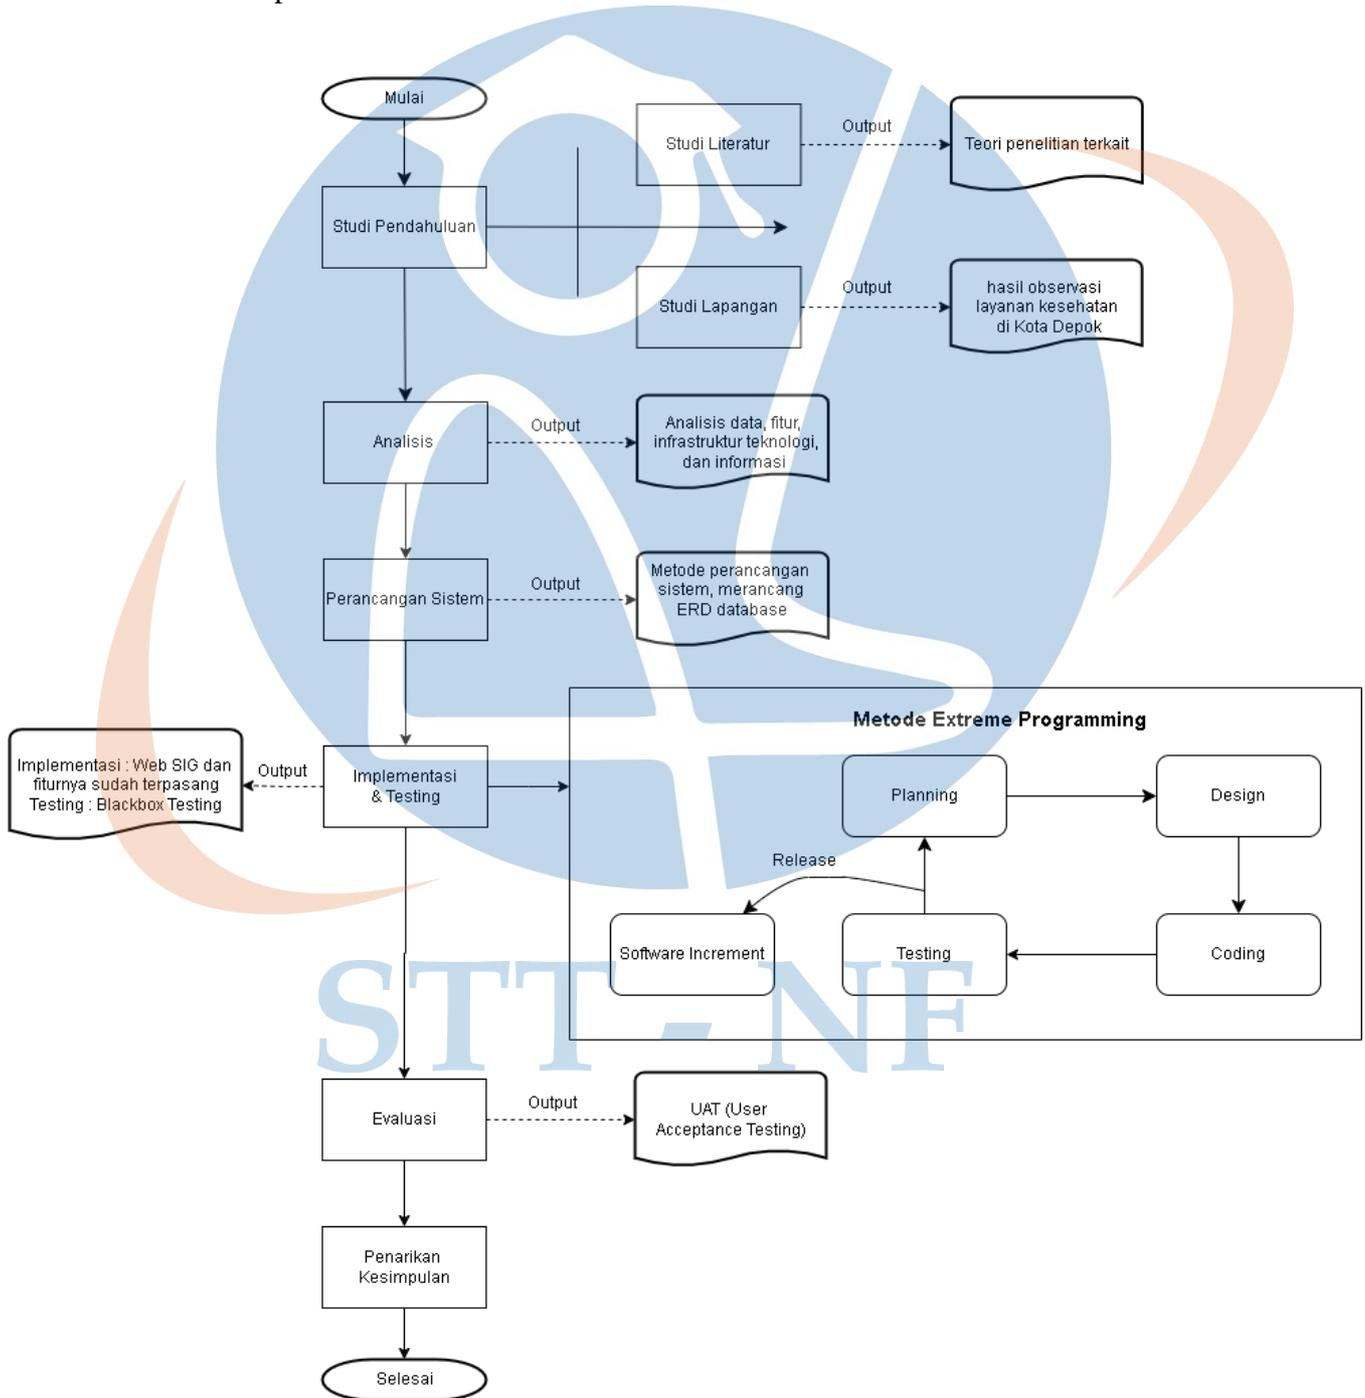 Mulai
Studi Literatur
Output
Teori penelitian terkait
Studi Pendahuluan
Studi Lapangan
Output
hasil observasi
layanan kesehatan
di Kota Depok
Analisis
Output
Analisis data, fitur,
infrastruktur teknologi,
dan informasi
Perancangan Sistem
Output
Metode perancangan
sistem, merancang
ERD database
Metode Extreme Programming
Implementasi : Web SIG dan
fiturnya sudah terpasang
Testing : Blackbox Testing
Output
Implementasi
& Testing
Planning
Design
Release
Software Increment
Testing
Coding
STT - NF
Evaluasi
Output
UAT (User
Acceptance Testing)
Penarikan
Kesimpulan
Selesai